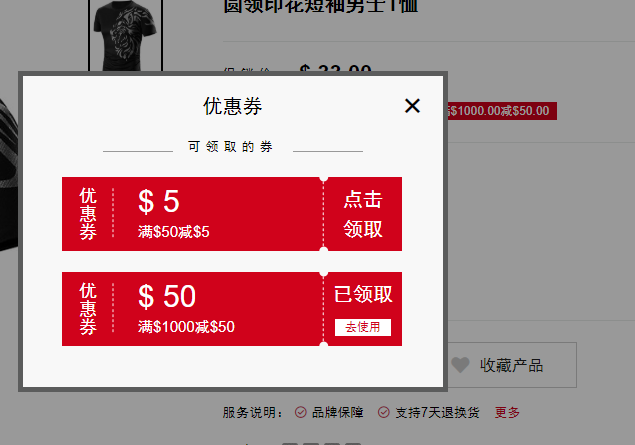 圆领印花短袖男士T恤
促销价 $ 33.00
满$1000.00减$50.00
优惠券
可领取的券
优惠券
$ 5
满$50减$5
点击
领取
优惠券
$ 50
满$1000减$50
已领取
去使用
收藏产品
服务说明： 品牌保障 支持7天退换货 更多